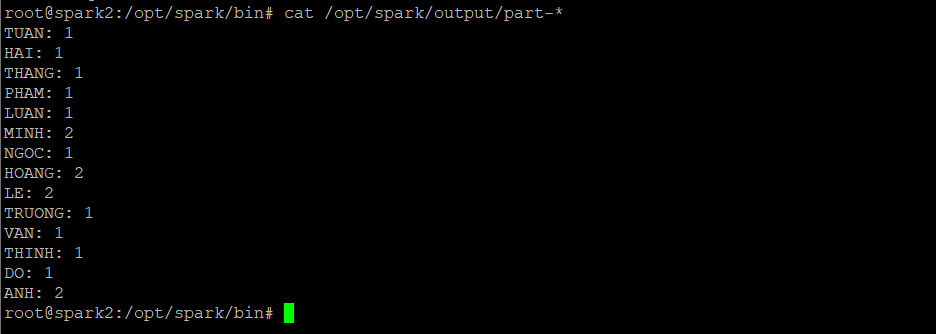 root@spark2:/opt/spark/bin# cat /opt/spark/output/part-*
TUAN: 1
HAI: 1
THANG: 1
PHAM: 1
LUAN: 1
MINH: 2
NGOC: 1
HOANG: 2
LE: 2
TRUONG: 1
VAN: 1
THINH: 1
DO: 1
ANH: 2
root@spark2:/opt/spark/bin#